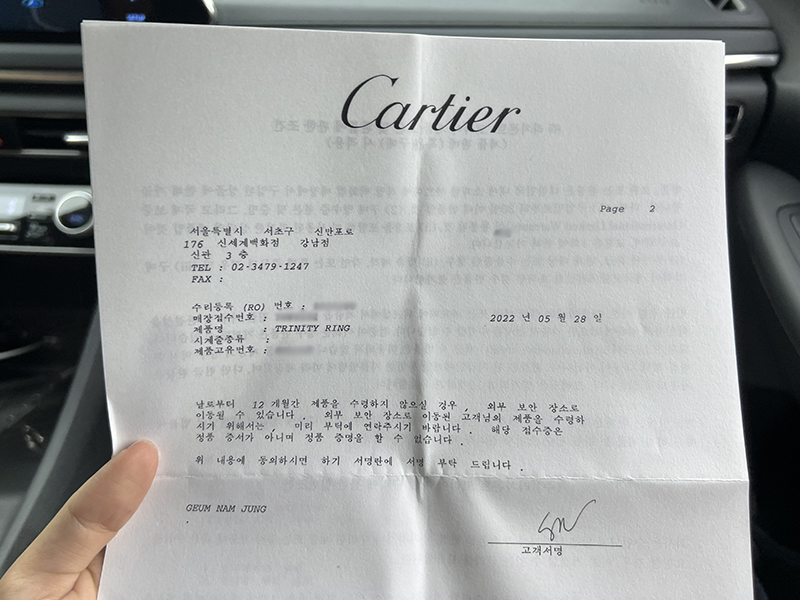 Cartier
Page 2
서울특별시 서초구 신반포로
176 신세계백화점 강남점
신관 3 층
TEL : 02-3479-1247
FAX :
수리등록 (RO) 번호 :
매장접수번호 :
2022 년 05 월 28 일
제품명 : TRINITY RING
시계줄종류 :
제품고유번호 :
날로부터 12 개월간 제품을 수령하지 않으실 경우 , 외부 보안 장소로
이동될 수 있습니다 . 외부 보안 장소로 이동된 고객님의 제품을 수령하
시기 위해서는 , 미리 부탁에 연락주시기 바랍니다 . 해당 접수증은
정품 증서가 아니며 정품 증명을 할 수 없습니다 .
위 내용에 동의하시면 하기 서명란에 서명 부탁 드립니다 .
GEUM NAM JUNG
고객서명